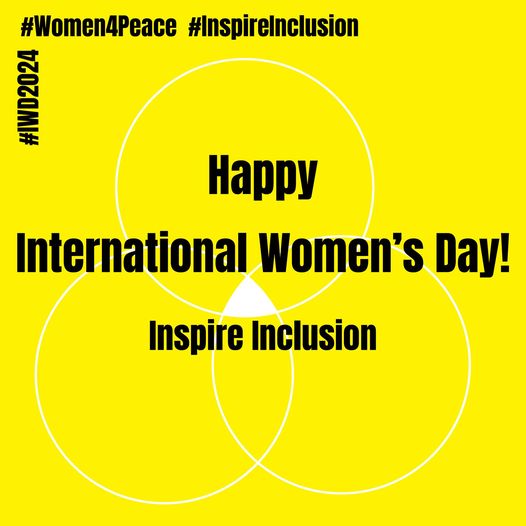 #Women4Peace #InspireInclusion
#IWD2024
Happy
International Women’s Day!
Inspire Inclusion